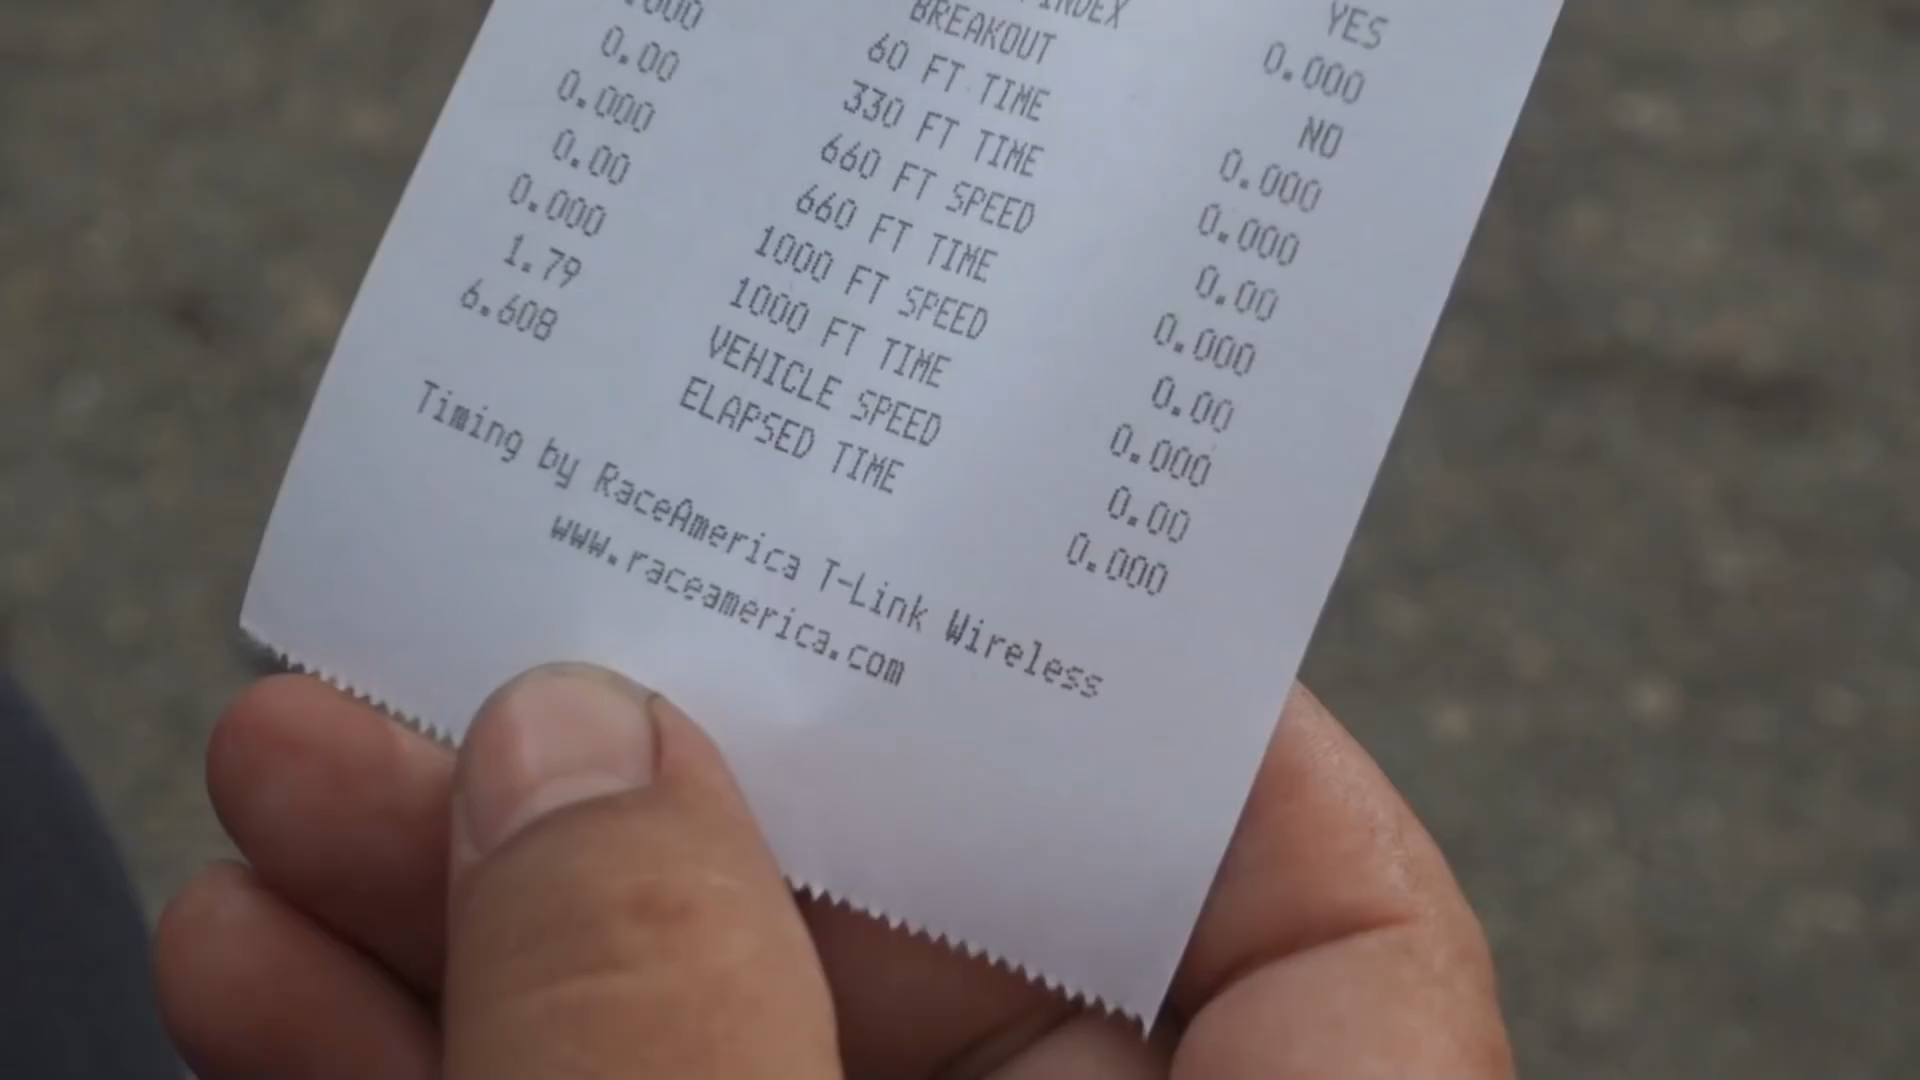 YES
INDEX 0.000
BREAKOUT NO
60 FT TIME 0.000
.000 330 FT TIME 0.000
0.00 660 FT SPEED 0.00
0.000 660 FT TIME 0.000
0.00 1000 FT SPEED 0.00
0.000 1000 FT TIME 0.000
1.79 VEHICLE SPEED 0.00
6.608 ELAPSED TIME 0.000
Timing by RaceAmerica T-Link Wireless
www.raceamerica.com